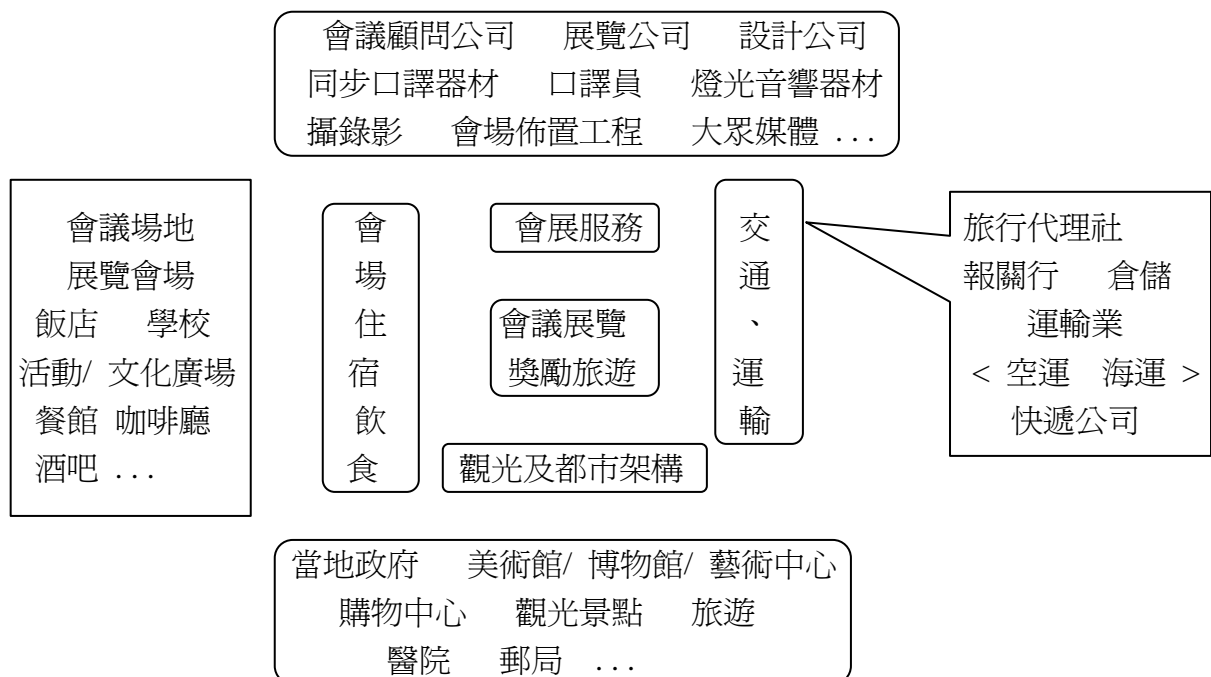 會議顧問公司 展覽公司 設計公司
同步口譯器材 口譯員 燈光音響器材
攝錄影 會場佈置工程 大眾媒體 ...
會議場地
展覽會場
飯店 學校
活動/ 文化廣場
餐館 咖啡廳
酒吧 ...
會場住宿飲食
會展服務
會議展覽
獎勵旅遊
觀光及都市架構
交通、運輸
旅行代理社
報關行 倉儲
運輸業
< 空運 海運 >
快遞公司
當地政府 美術館/ 博物館/ 藝術中心
購物中心 觀光景點 旅遊
醫院 郵局 ...